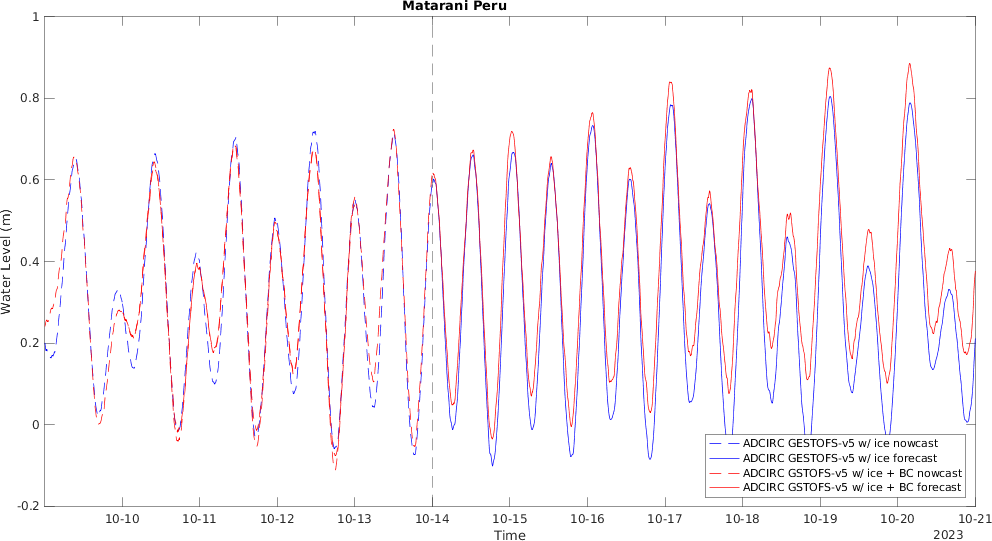 Matarani Peru
1
0.8
0.6
0.4
0.2
0
-0.2
Water Level (m)
ADCIRC GESTOFS-v5 w/ ice nowcast
ADCIRC GESTOFS-v5 w/ ice forecast
ADCIRC GSTOFS-v5 w/ ice + BC nowcast
ADCIRC GSTOFS-v5 w/ ice + BC forecast
10-10 10-11 10-12 10-13 10-14 10-15 10-16 10-17 10-18 10-19 10-20 10-21
Time
2023